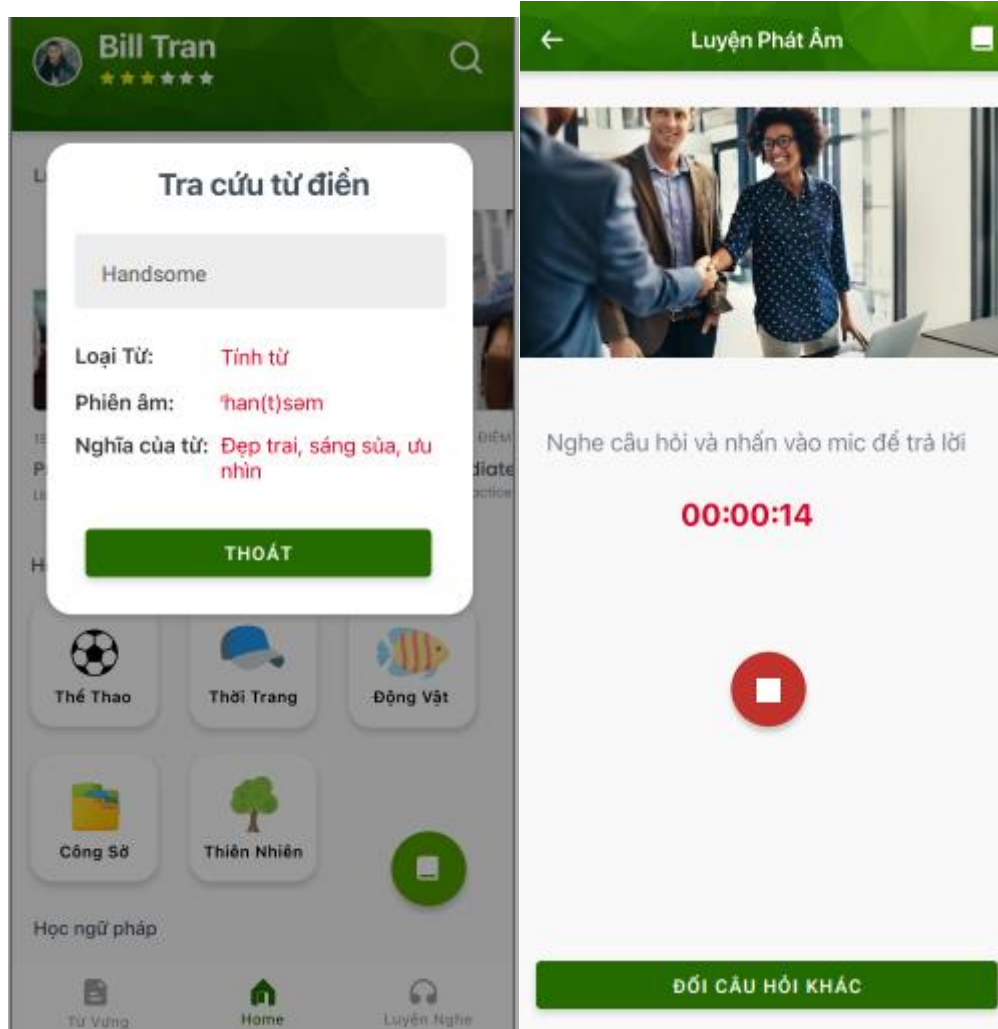 Bill Tran
Tra cứu từ điển
Handsome
Loại Từ: Tính từ
Phiên âm: 'han(t)səm
Nghĩa của từ: Đẹp trai, sáng sủa, ưu
nhìn
THOÁT
Thể Thao
Thời Trang
Động Vật
Công Sở
Thiên Nhiên
Học ngữ pháp
Từ Vựng
Home
Luyện Nghe
Luyện Phát Âm
Nghe câu hỏi và nhấn vào mic để trả lời
00:00:14
ĐỔI CÂU HỎI KHÁC